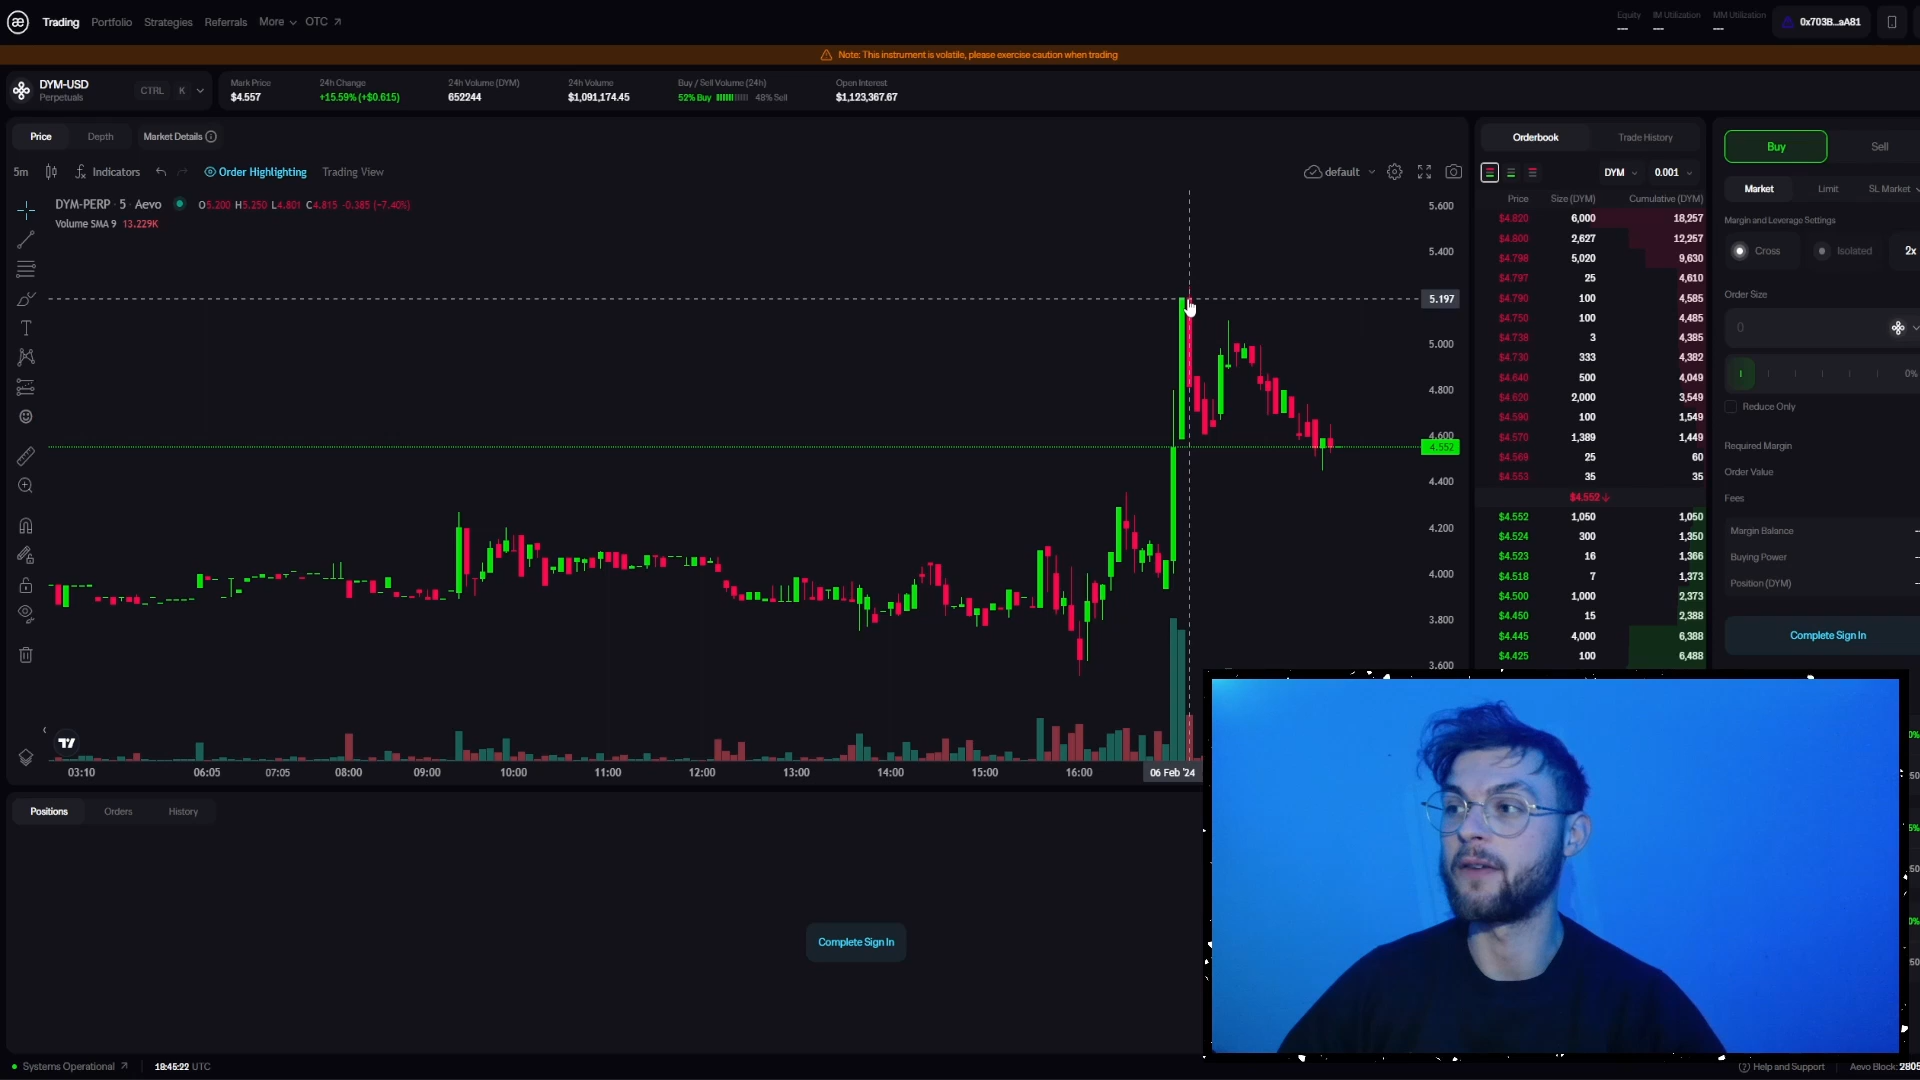 æ Trading Portfolio Strategies Referrals More OTC
Equity IM Utilization MM Utilization
--- --- ---
0x703B...aA81
Note: This instrument is volatile, please exercise caution when trading
DYM-USD
Perpetuals
CTRL K
Mark Price
$4.557
24h Change
+15.59% (+$0.615)
24h Volume (DYM)
652244
24h Volume
$1,091,174.45
Buy / Sell Volume (24h)
52% Buy 48% Sell
Open Interest
$1,123,367.67
Price Depth Market Details
5m Indicators Order Highlighting Trading View default
DYM-PERP · 5 · Aevo O5.200 H5.250 L4.801 C4.815 -0.385 (-7.40%)
Volume SMA 9 13.229K
5.600
5.400
5.197
5.000
4.800
4.600
4.552
4.400
4.200
4.000
3.800
3.600
03:10 06:05 07:05 08:00 09:00 10:00 11:00 12:00 13:00 14:00 15:00 16:00 06 Feb '24
Orderbook Trade History
DYM 0.001
Price Size (DYM) Cumulative (DYM)
$4.820 6,000 18,257
$4.800 2,627 12,257
$4.798 5,020 9,630
$4.797 25 4,610
$4.790 100 4,585
$4.750 100 4,485
$4.738 3 4,385
$4.730 333 4,382
$4.640 500 4,049
$4.620 2,000 3,549
$4.590 100 1,549
$4.570 1,389 1,449
$4.569 25 60
$4.553 35 35
$4.552
$4.552 1,050 1,050
$4.524 300 1,350
$4.523 16 1,366
$4.518 7 1,373
$4.500 1,000 2,373
$4.450 15 2,388
$4.445 4,000 6,388
$4.425 100 6,488
Buy Sell
Market Limit SL Market
Margin and Leverage Settings
Cross Isolated 2x
Order Size
0
0%
Reduce Only
Required Margin
Order Value
Fees
Margin Balance
Buying Power
Position (DYM)
Complete Sign In
Positions Orders History
Complete Sign In
Systems Operational 18:45:22 UTC
Help and Support Aevo Block: 2805